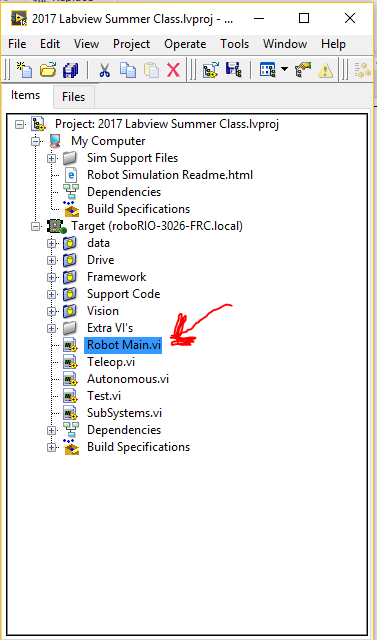 2017 Labview Summer Class.lvproj - ...
File Edit View Project Operate Tools Window Help
Items Files
Project: 2017 Labview Summer Class.lvproj
My Computer
Sim Support Files
Robot Simulation Readme.html
Dependencies
Build Specifications
Target (roboRIO-3026-FRC.local)
data
Drive
Framework
Support Code
Vision
Extra VI's
Robot Main.vi
Teleop.vi
Autonomous.vi
Test.vi
SubSystems.vi
Dependencies
Build Specifications